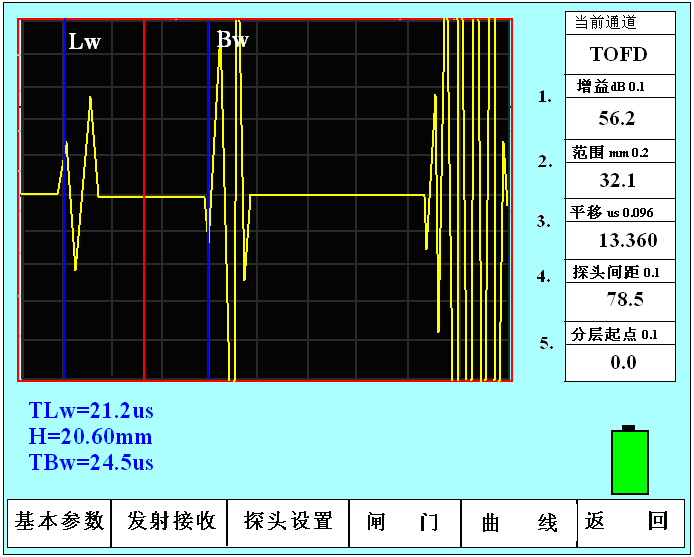 Lw
Bw
1.
2.
3.
4.
5.
当前通道
TOFD
增益dB 0.1
56.2
范围 mm 0.2
32.1
平移 us 0.096
13.360
探头间距 0.1
78.5
分层起点 0.1
0.0
TLw=21.2us
H=20.60mm
TBw=24.5us
基本参数 发射接收 探头设置 闸 门 曲 线 返 回